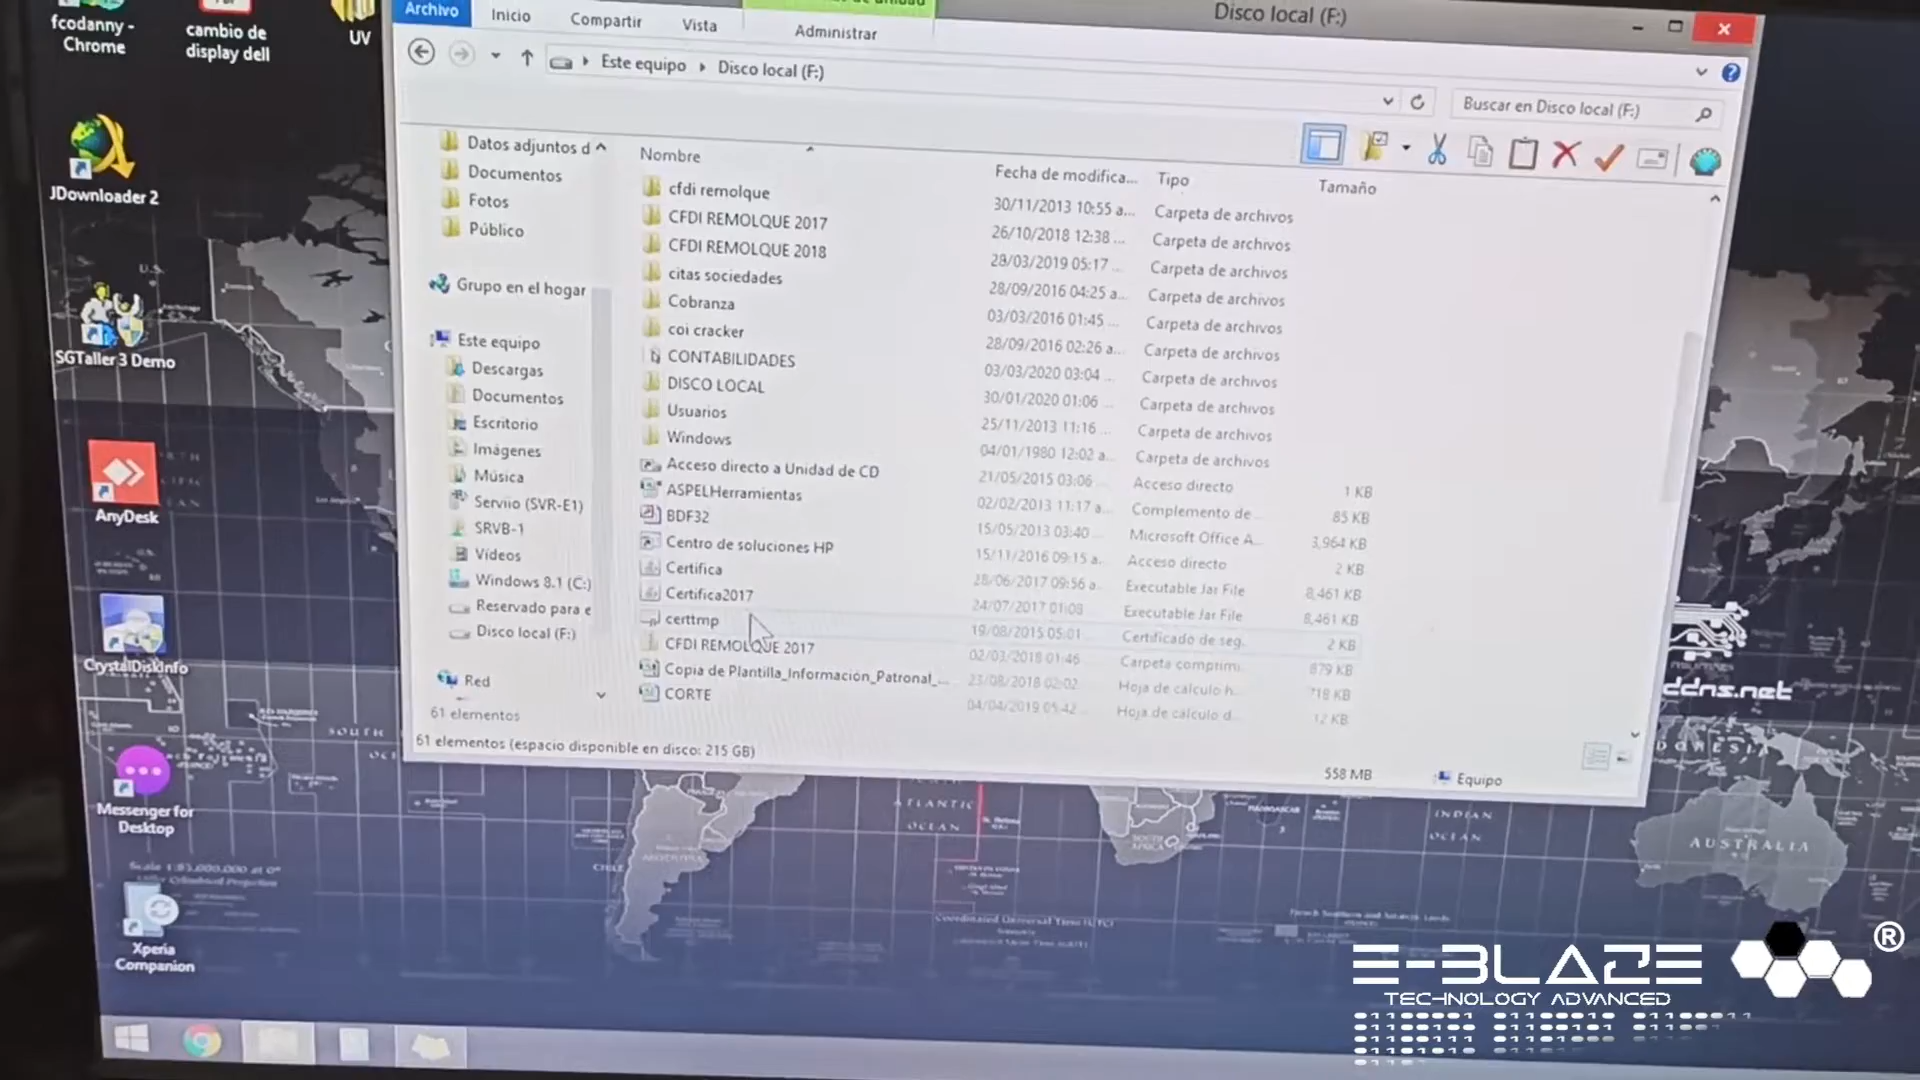 fcodanny -
Chrome
cambio de
display dell
UV
JDownloader 2
SGTaller 3 Demo
AnyDesk
CrystalDiskInfo
Messenger for
Desktop
Xperia
Companion
Disco local (F:)
Archivo
Inicio
Compartir
Vista
Administrar
Este equipo
Disco local (F:)
Buscar en Disco local (F:)
Datos adjuntos d
Documentos
Fotos
Público
Grupo en el hogar
Este equipo
Descargas
Documentos
Escritorio
Imágenes
Música
Serviio (SVR-E1)
SRVB-1
Vídeos
Windows 8.1 (C:)
Reservado para e
Disco local (F:)
Red
Nombre
Fecha de modifica...
Tipo
Tamaño
cfdi remolque
30/11/2013 10:55 a...
Carpeta de archivos
CFDI REMOLQUE 2017
26/10/2018 12:38 ...
Carpeta de archivos
CFDI REMOLQUE 2018
28/03/2019 05:17 ...
Carpeta de archivos
citas sociedades
28/09/2016 04:25 a...
Carpeta de archivos
Cobranza
03/03/2016 01:45 ...
Carpeta de archivos
coi cracker
28/09/2016 02:26 a...
Carpeta de archivos
CONTABILIDADES
03/03/2020 03:04 ...
Carpeta de archivos
DISCO LOCAL
30/01/2020 01:06 ...
Carpeta de archivos
Usuarios
25/11/2013 11:16 ...
Carpeta de archivos
Windows
04/01/1980 12:02 a...
Carpeta de archivos
Acceso directo a Unidad de CD
21/05/2015 03:06 ...
Acceso directo
1 KB
ASPELHerramientas
02/02/2013 11:17 a...
Complemento de ...
85 KB
BDF32
15/05/2013 03:40 ...
Microsoft Office A...
3,964 KB
Centro de soluciones HP
15/11/2016 09:15 a...
Acceso directo
2 KB
Certifica
28/06/2017 09:56 a...
Executable Jar File
8,461 KB
Certifica2017
24/07/2017 01:08 ...
Executable Jar File
8,461 KB
certtmp
19/08/2015 05:01 ...
Certificado de seg...
2 KB
CFDI REMOLQUE 2017
02/03/2018 01:46 ...
Carpeta comprimi...
879 KB
Copia de Plantilla_Información_Patronal_...
23/08/2018 02:02 ...
Hoja de cálculo h...
718 KB
CORTE
04/04/2019 05:42 ...
Hoja de cálculo d...
12 KB
61 elementos
61 elementos (espacio disponible en disco: 215 GB)
558 MB
Equipo
ddns.net
U.S.
SOUTH
ATLANTIC
OCEAN
CHILE
ARGENTINA
INDIAN
OCEAN
AUSTRALIA
E-BLAZE ®
TECHNOLOGY ADVANCED